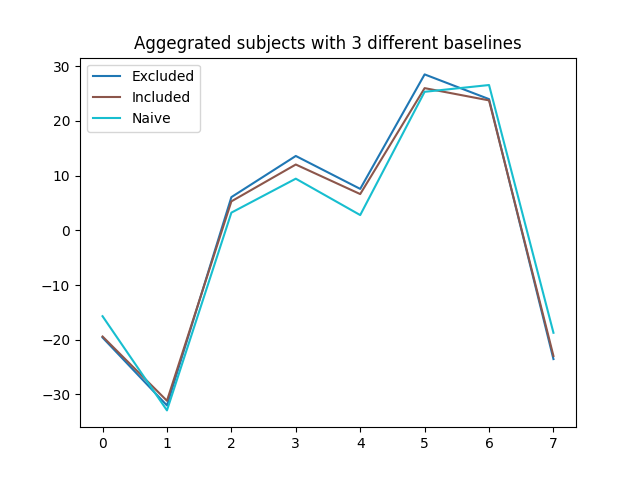 Aggegrated subjects with 3 different baselines
Excluded
Included
Naive
30
20
10
0
−10
−20
−30
0 1 2 3 4 5 6 7